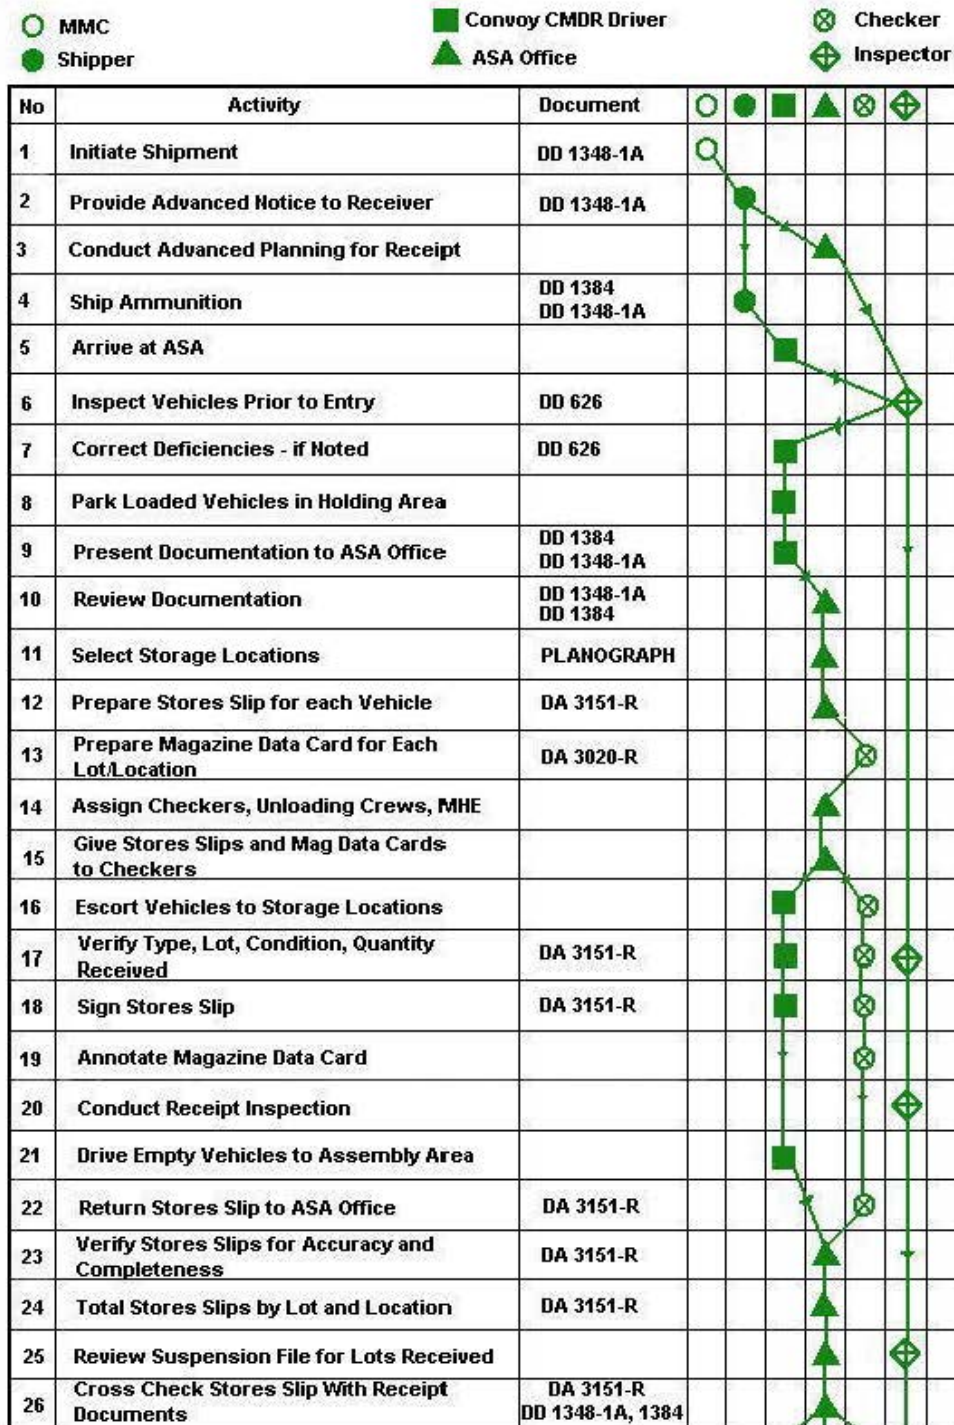 MMC
Convoy CMDR Driver
Checker
Shipper
ASA Office
Inspector
No Activity Document
1 Initiate Shipment DD 1348-1A
2 Provide Advanced Notice to Receiver DD 1348-1A
3 Conduct Advanced Planning for Receipt
4 Ship Ammunition DD 1384
DD 1348-1A
5 Arrive at ASA
6 Inspect Vehicles Prior to Entry DD 626
7 Correct Deficiencies - if Noted DD 626
8 Park Loaded Vehicles in Holding Area
9 Present Documentation to ASA Office DD 1384
DD 1348-1A
10 Review Documentation DD 1348-1A
DD 1384
11 Select Storage Locations PLANOGRAPH
12 Prepare Stores Slip for each Vehicle DA 3151-R
13 Prepare Magazine Data Card for Each
Lot/Location DA 3020-R
14 Assign Checkers, Unloading Crews, MHE
15 Give Stores Slips and Mag Data Cards
to Checkers
16 Escort Vehicles to Storage Locations
17 Verify Type, Lot, Condition, Quantity
Received DA 3151-R
18 Sign Stores Slip DA 3151-R
19 Annotate Magazine Data Card
20 Conduct Receipt Inspection
21 Drive Empty Vehicles to Assembly Area
22 Return Stores Slip to ASA Office DA 3151-R
23 Verify Stores Slips for Accuracy and
Completeness DA 3151-R
24 Total Stores Slips by Lot and Location DA 3151-R
25 Review Suspension File for Lots Received
26 Cross Check Stores Slip With Receipt
Documents DA 3151-R
DD 1348-1A, 1384